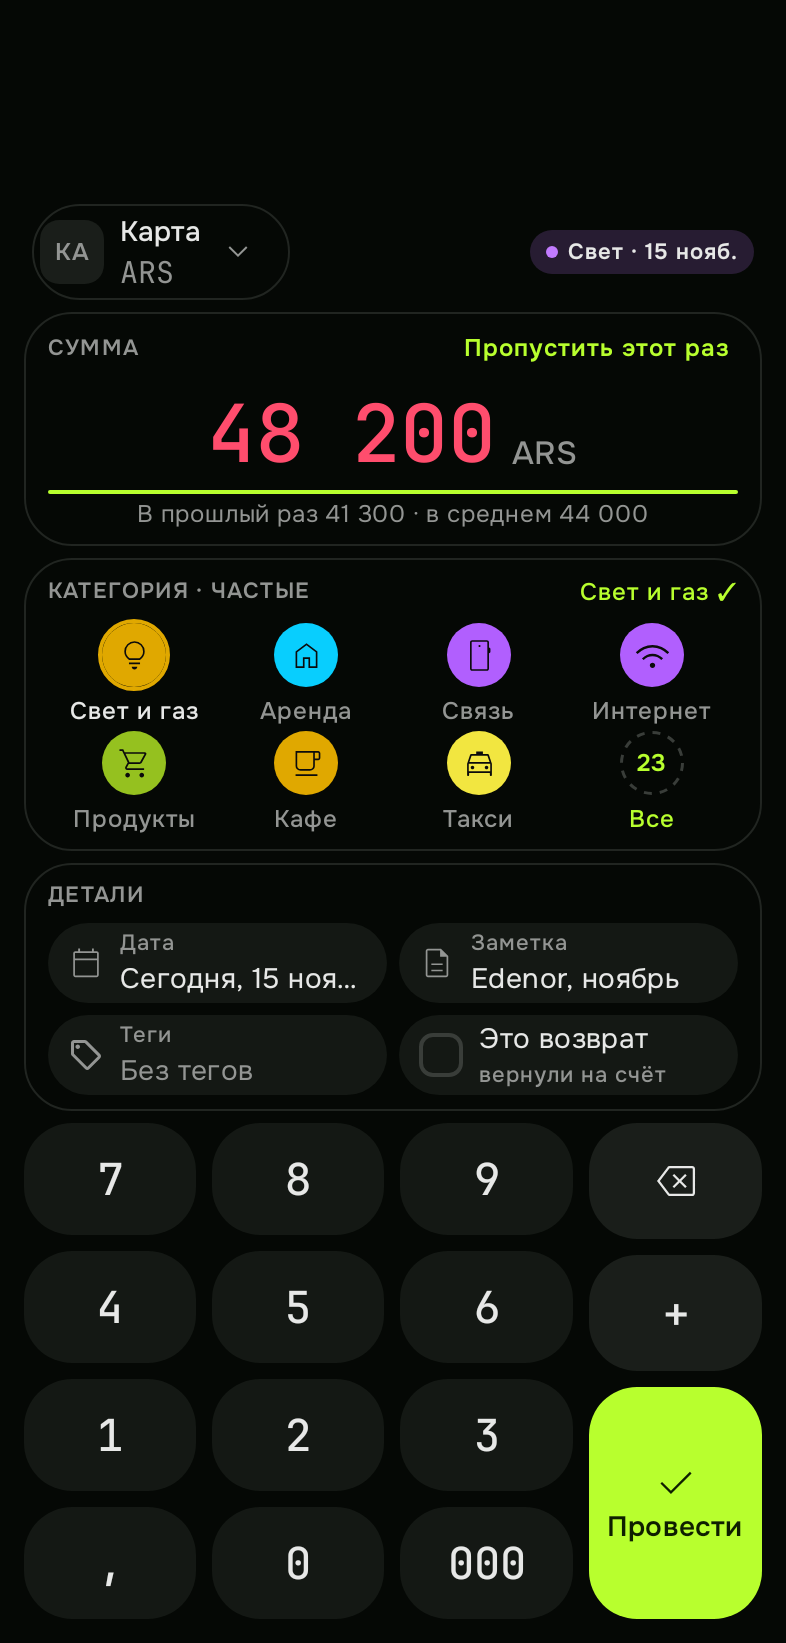 КА
Карта
ARS
Свет · 15 нояб.
СУММА
Пропустить этот раз
48 200 ARS
В прошлый раз 41 300 · в среднем 44 000
КАТЕГОРИЯ · ЧАСТЫЕ
Свет и газ ✓
Свет и газ
Аренда
Связь
Интернет
23
Продукты
Кафе
Такси
Все
ДЕТАЛИ
Дата
Сегодня, 15 ноя...
Заметка
Edenor, ноябрь
Теги
Без тегов
Это возврат
вернули на счёт
7 8 9
4 5 6 +
1 2 3
, 0 000
Провести